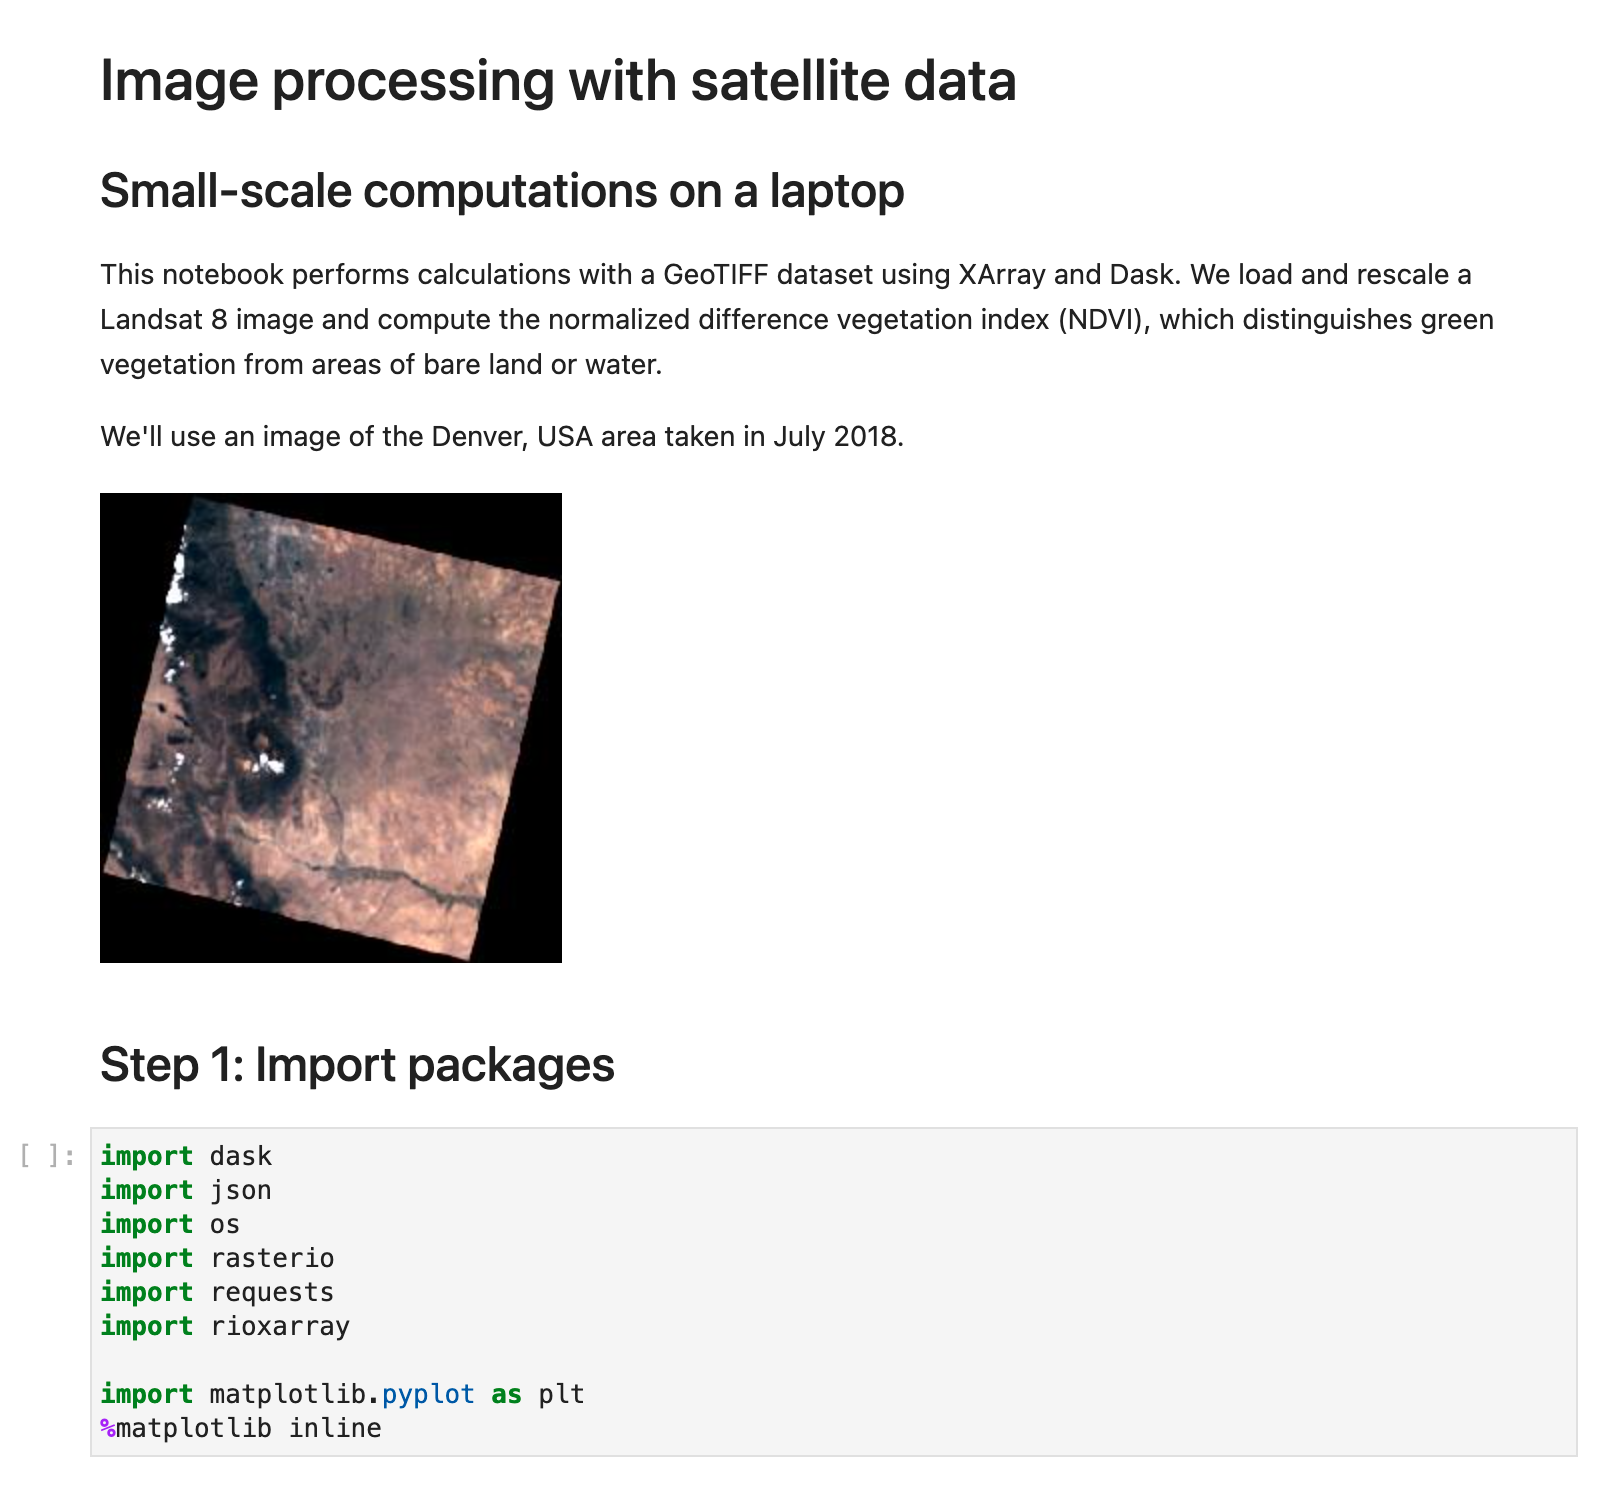 Image processing with satellite data
Small-scale computations on a laptop
This notebook performs calculations with a GeoTIFF dataset using XArray and Dask. We load and rescale a
Landsat 8 image and compute the normalized difference vegetation index (NDVI), which distinguishes green
vegetation from areas of bare land or water.
We'll use an image of the Denver, USA area taken in July 2018.
Step 1: Import packages
[ ]: import dask
import json
import os
import rasterio
import requests
import rioxarray
import matplotlib.pyplot as plt
%matplotlib inline